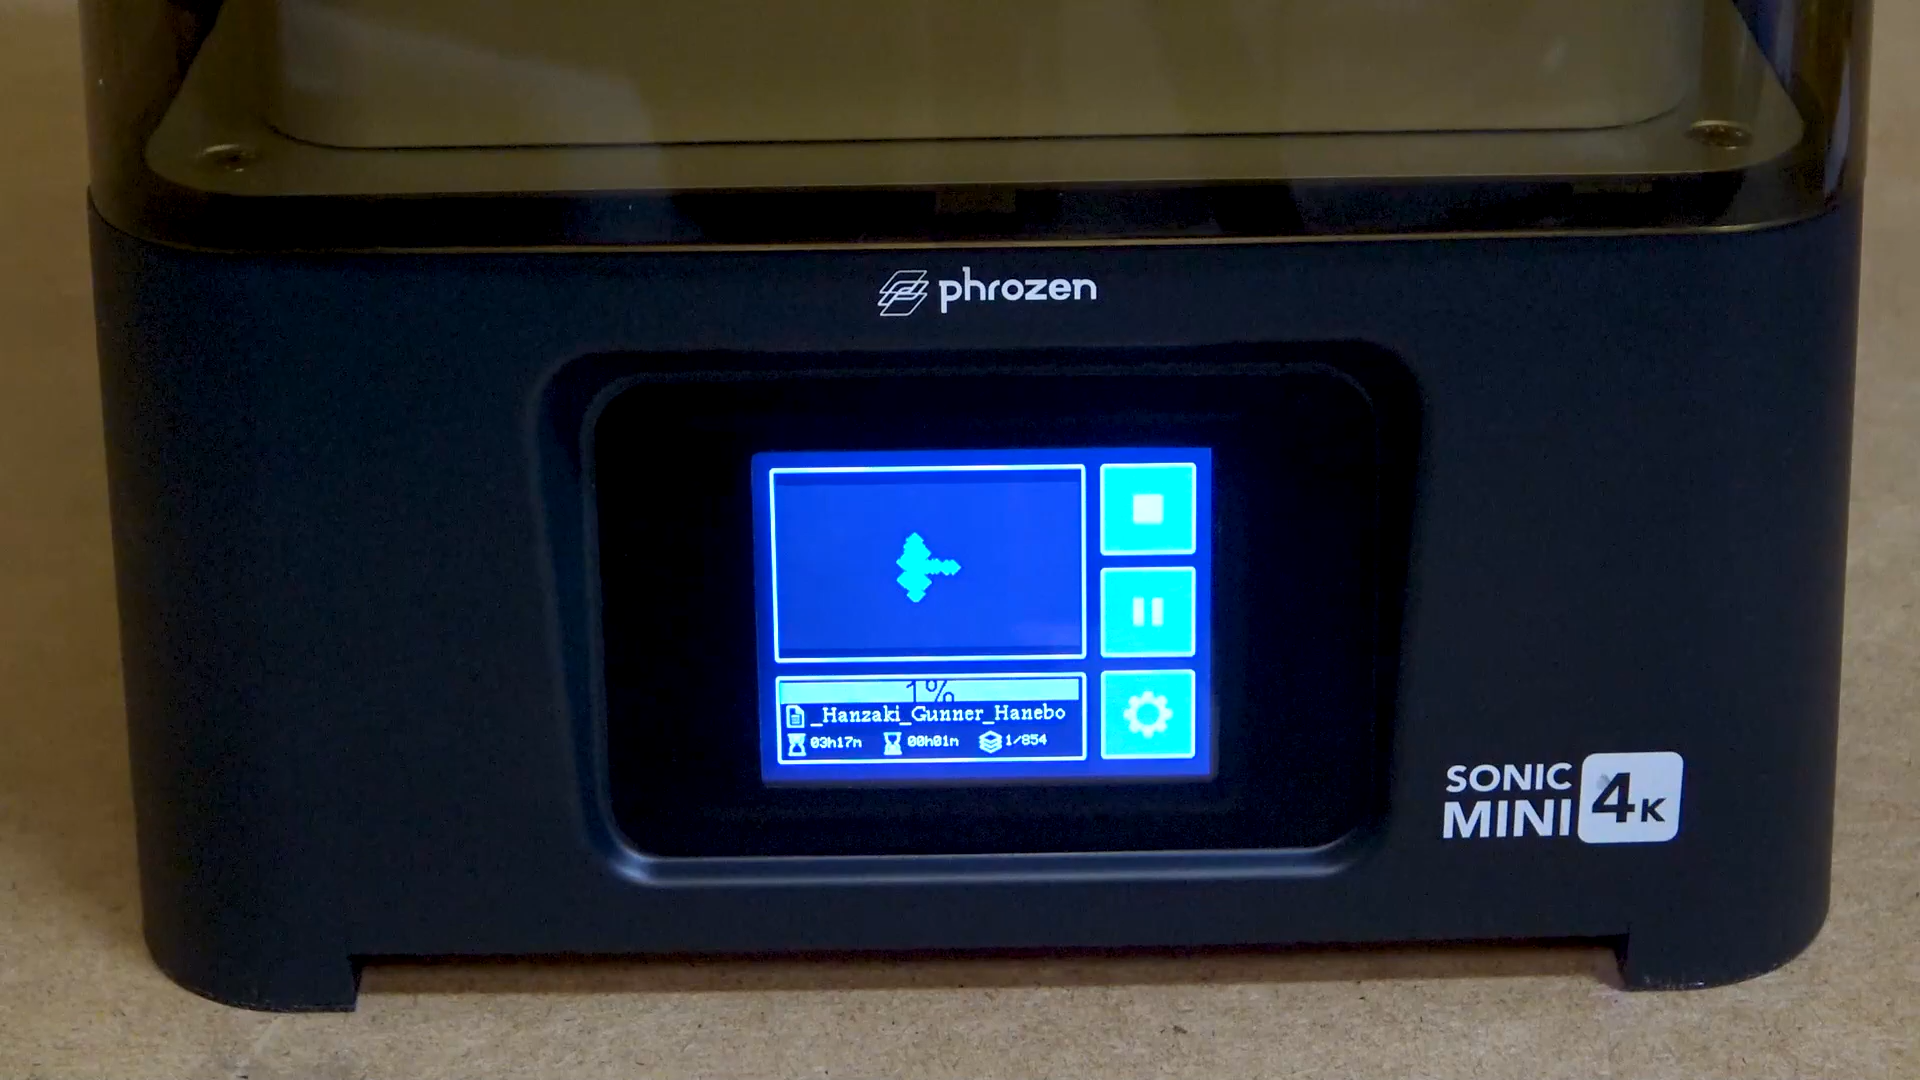 phrozen
1%
_Hanzaki_Gunner_Hanebo
03h17m 00h01m 1/854
SONIC
MINI 4K